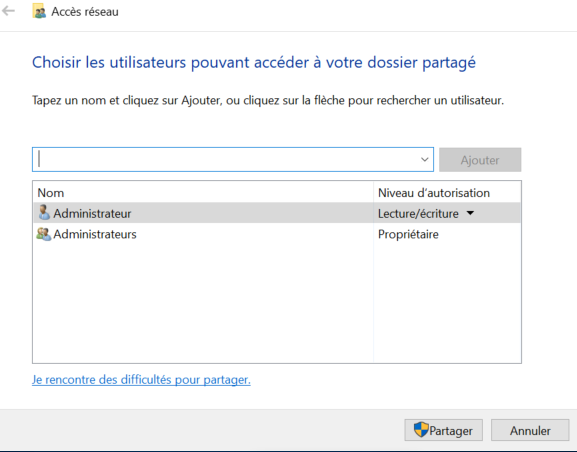 Accès réseau
Choisir les utilisateurs pouvant accéder à votre dossier partagé
Tapez un nom et cliquez sur Ajouter, ou cliquez sur la flèche pour rechercher un utilisateur.
Ajouter
Nom Niveau d'autorisation
Administrateur Lecture/écriture
Administrateurs Propriétaire
Je rencontre des difficultés pour partager.
Partager Annuler